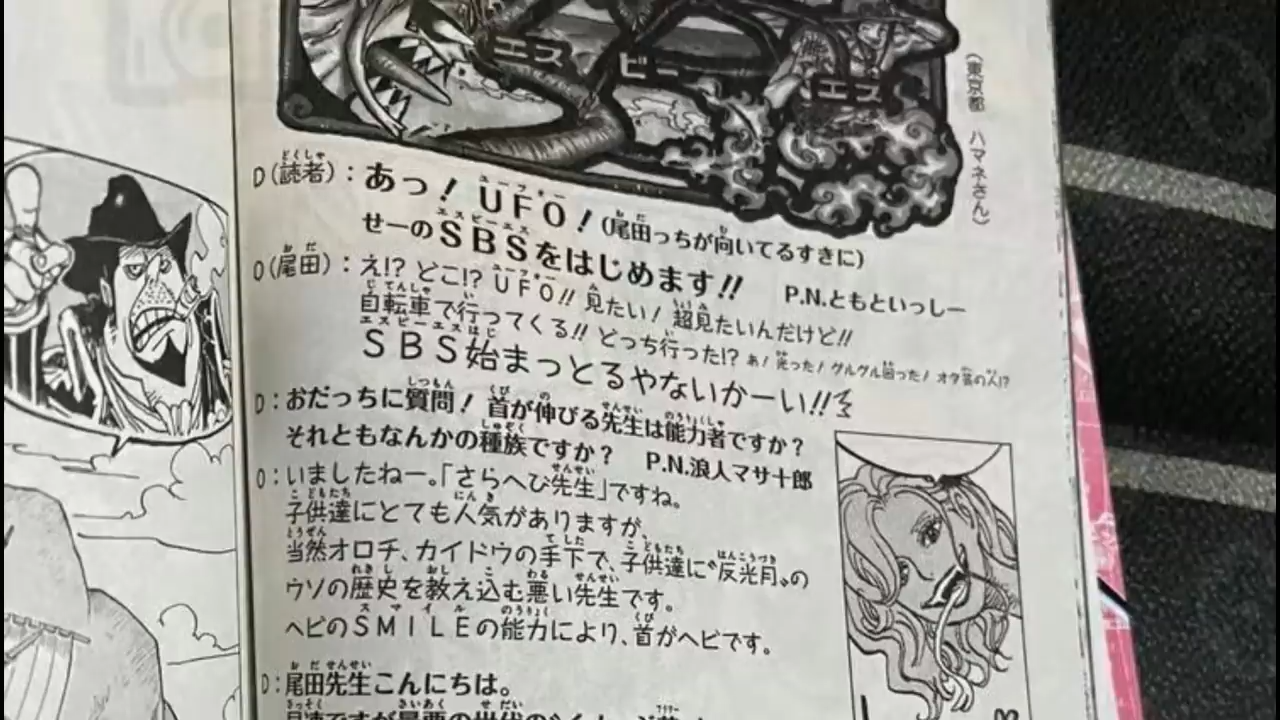 エス ビー エス
(東京都 ハマネさん)
D(読者):あっ!UFO!(尾田っちが向いてるすきに)
せーのSBSをはじめます!! P.N.ともといっしー
O(尾田):え!? どこ!? UFO!! 見たい! 超見たいんだけど!!
自転車で行ってくる!! どっち行った!? あ!光った!グルグル回った!オタ芸の人!?
SBS始まっとるやないかーい!!
D:おだっちに質問! 首が伸びる先生は能力者ですか?
それともなんかの種族ですか? P.N.浪人マサ十郎
O:いましたねー。「さらへび先生」ですね。
子供達にとても人気がありますが、
当然オロチ、カイドウの手下で、子供達に〝反光月〟の
ウソの歴史を教え込む悪い先生です。
ヘビのSMILEの能力により、首がヘビです。
D:尾田先生こんにちは。